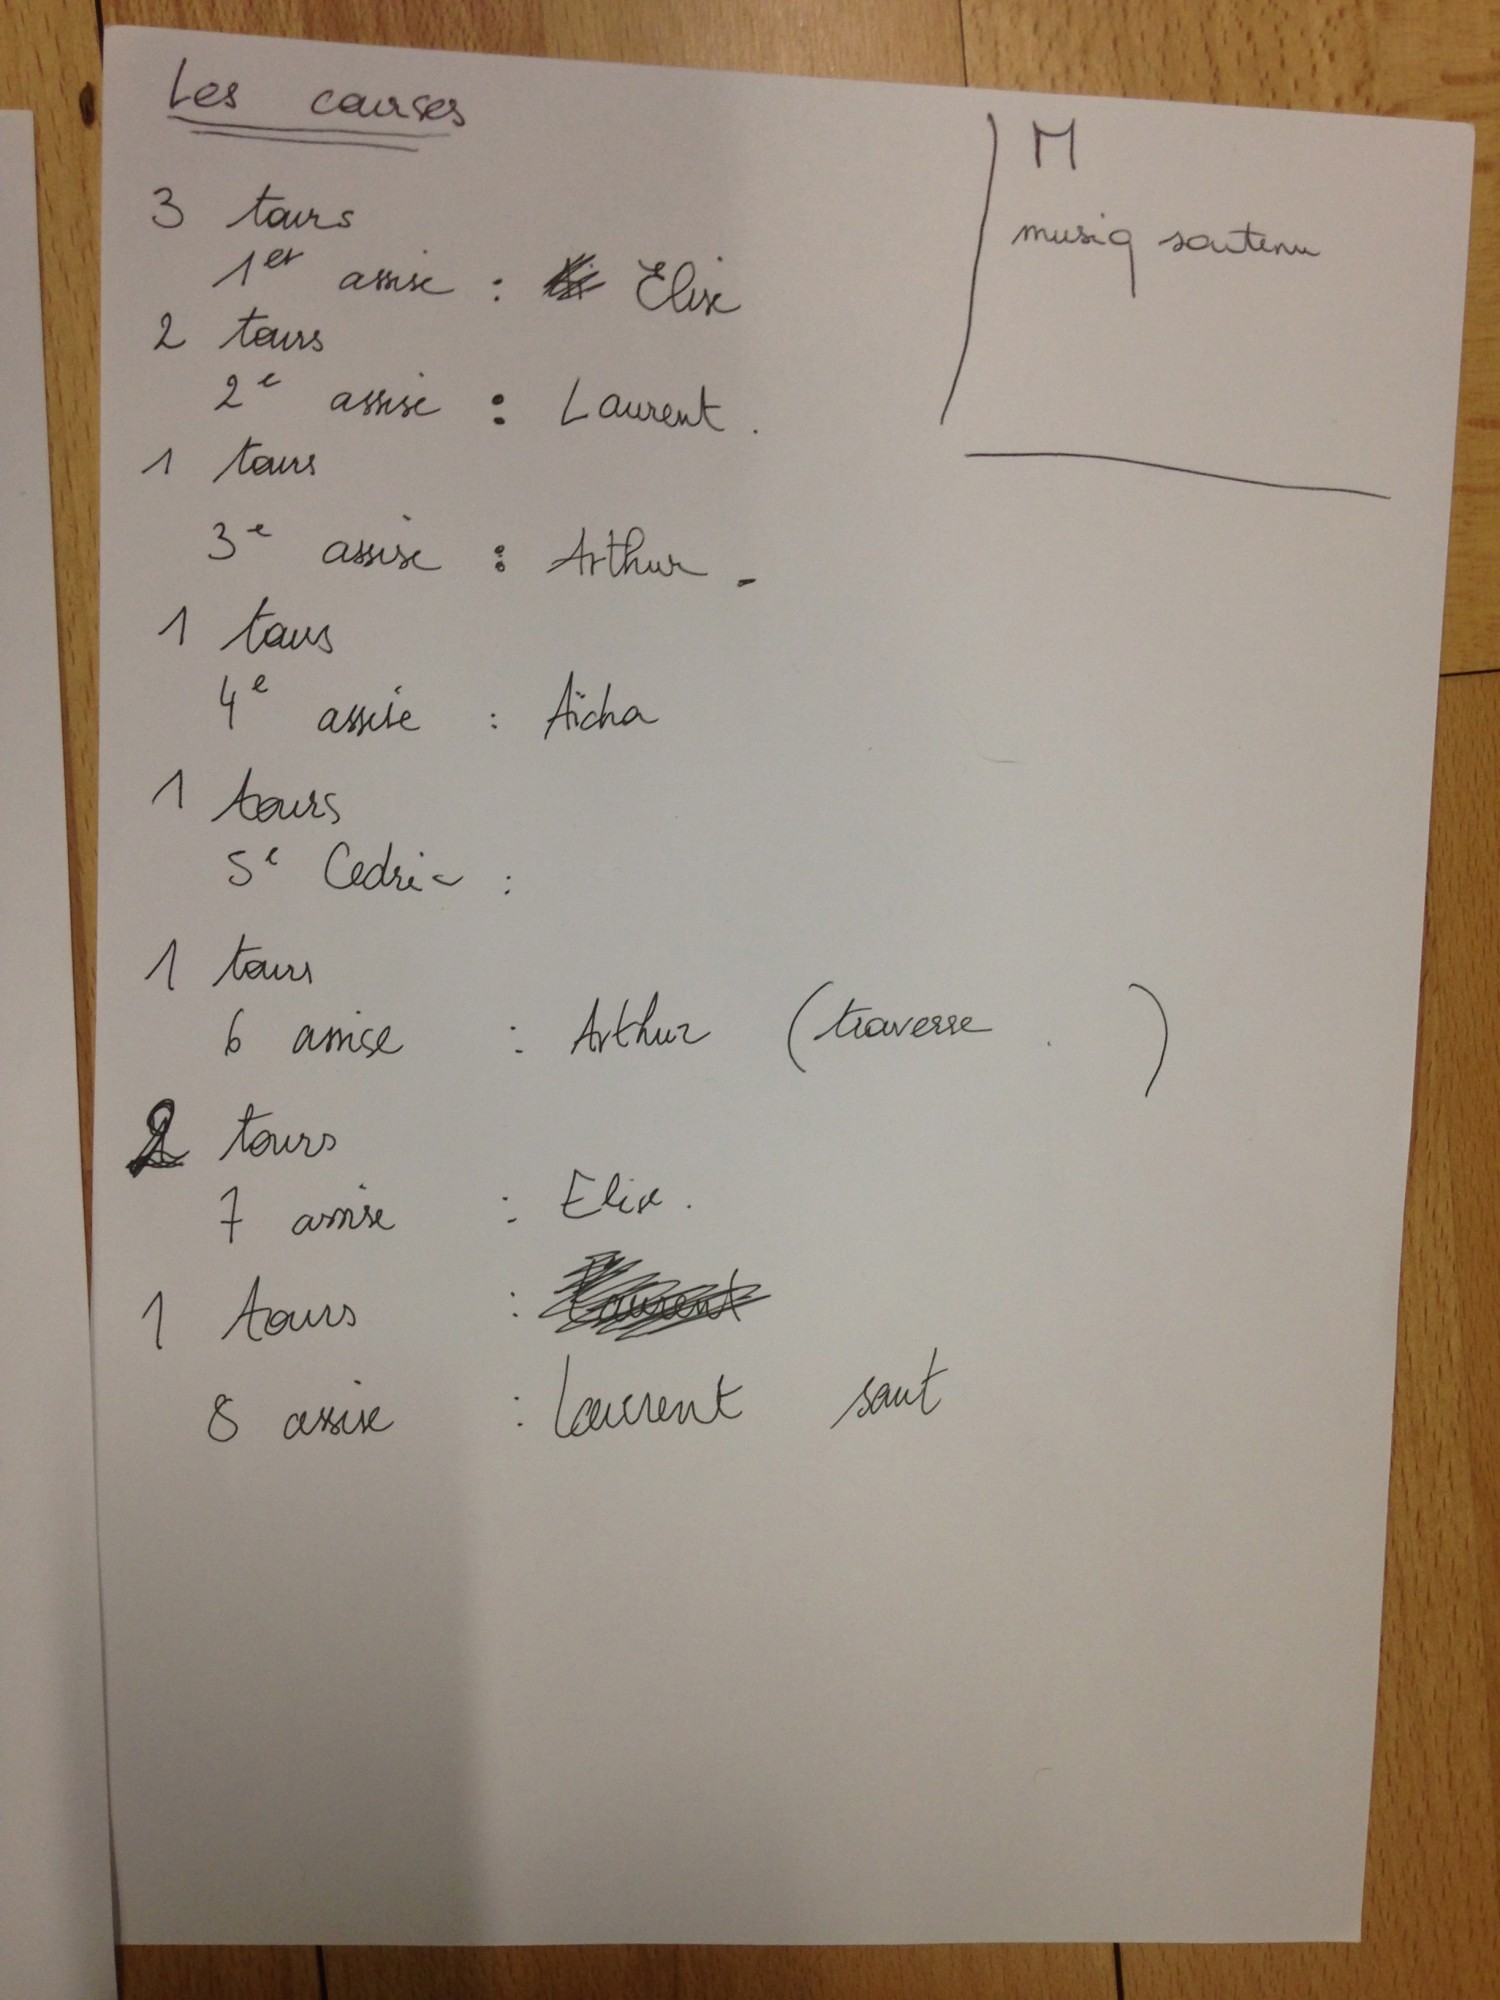 Les courses
M
musiq soutenu
3 tours
1er assise : Elise
2 tours
2e assise : Laurent.
1 tours
3e assise : Arthur -
1 tours
4e assise : Aïcha
1 tours
5e Cedric :
1 tours
6 assise : Arthur (traverse . )
2 tours
7 assise : Elise.
1 tours : Laurent
8 assise : Laurent saut